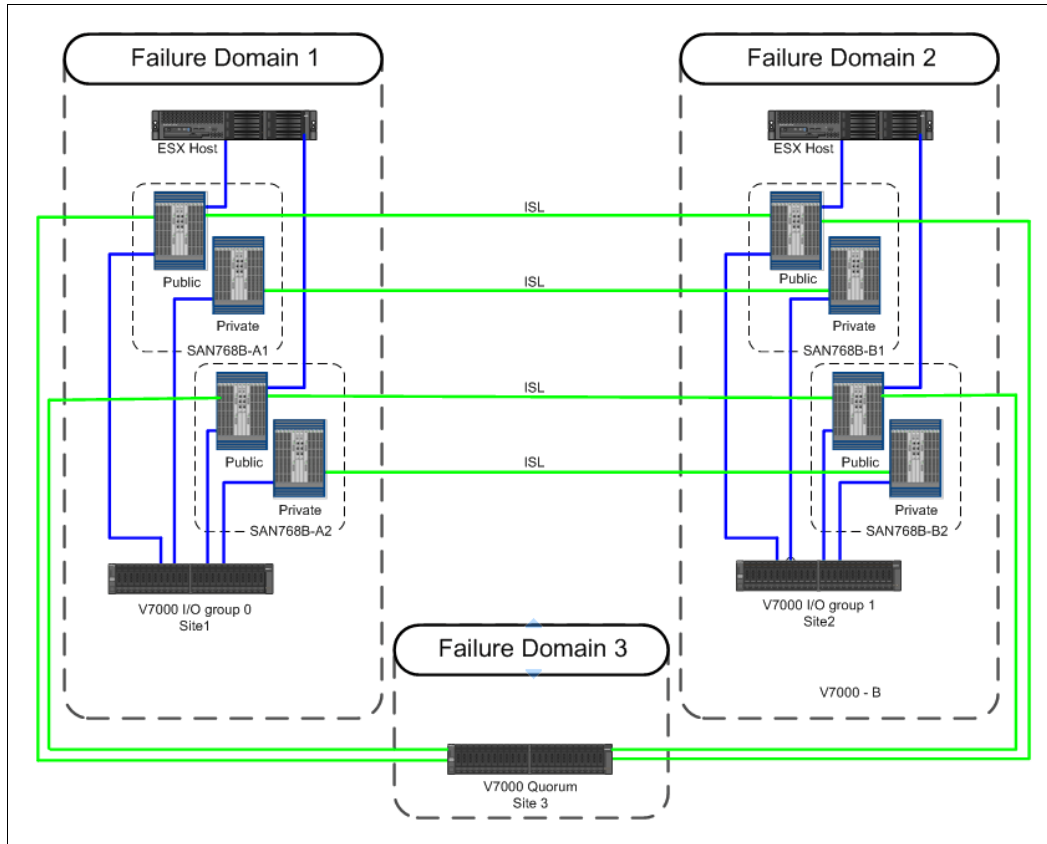 Failure Domain 1
Failure Domain 2
ESX Host
ESX Host
ISL
Public
Public
ISL
Private
Private
SAN768B-A1
SAN768B-B1
ISL
Public
Public
ISL
Private
Private
SAN768B-A2
SAN768B-B2
V7000 I/O group 0
Site1
V7000 I/O group 1
Site2
Failure Domain 3
V7000 - B
V7000 Quorum
Site 3